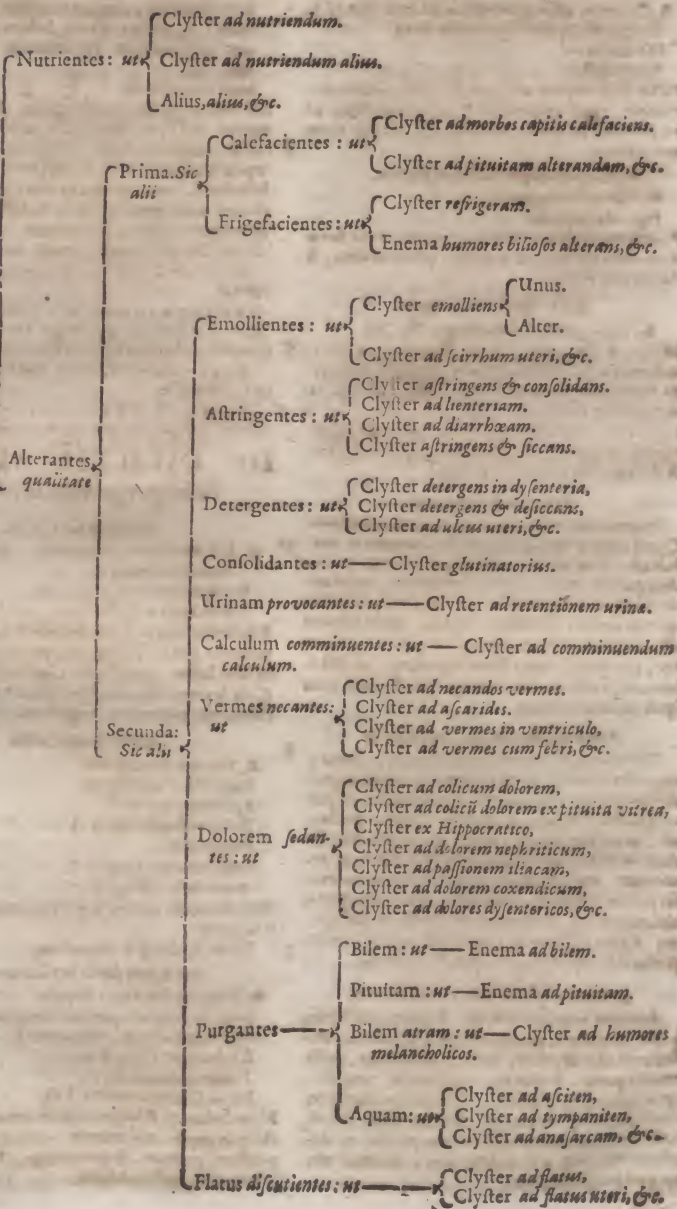 Nutrientes: ut
Clyſter ad nutriendum.
Clyſter ad nutriendum alius.
Alius, alius, &c.
Alterantes qualitate
Prima. Sic
alii
Calefacientes : ut
Clyſter ad morbos capitis calefaciens.
Clyſter ad pituitam alterandam, &c.
Frigefacientes : ut
Clyſter refrigerans.
Enema humores bilioſos alterans, &c.
Secunda:
Sic alii
Emollientes : ut
Clyſter emolliens
Unus.
Alter.
Clyſter ad ſcirrhum uteri, &c.
Aſtringentes : ut
Clyſter aſtringens & conſolidans.
Clyſter ad lienteriam.
Clyſter ad diarrhœam.
Clyſter aſtringens & ſiccans.
Detergentes: ut
Clyſter detergens in dyſenteria,
Clyſter detergens & deſiccans,
Clyſter ad ulcus uteri, &c.
Conſolidantes : ut — Clyſter glutinatorius.
Urinam provocantes : ut — Clyſter ad retentionem urinæ.
Calculum comminuentes : ut — Clyſter ad comminuendum
calculum.
Vermes necantes:
ut
Clyſter ad necandos vermes.
Clyſter ad aſcarides.
Clyſter ad vermes in ventriculo,
Clyſter ad vermes cum febri, &c.
Dolorem ſedan-
tes : ut
Clyſter ad colicum dolorem,
Clyſter ad colicū dolorem ex pituita vitrea,
Clyſter ex Hippocratico,
Clyſter ad dolorem nephriticum,
Clyſter ad paſſionem iliacam,
Clyſter ad dolorem coxendicum,
Clyſter ad dolores dyſentericos, &c.
Purgantes —
Bilem : ut — Enema ad bilem.
Pituitam : ut — Enema ad pituitam.
Bilem atram : ut — Clyſter ad humores
melancholicos.
Aquam: ut
Clyſter ad aſciten,
Clyſter ad tympaniten,
Clyſter ad anaſarcam, &c.
Flatus diſcutientes : ut —
Clyſter ad flatus,
Clyſter ad flatus uteri, &c.